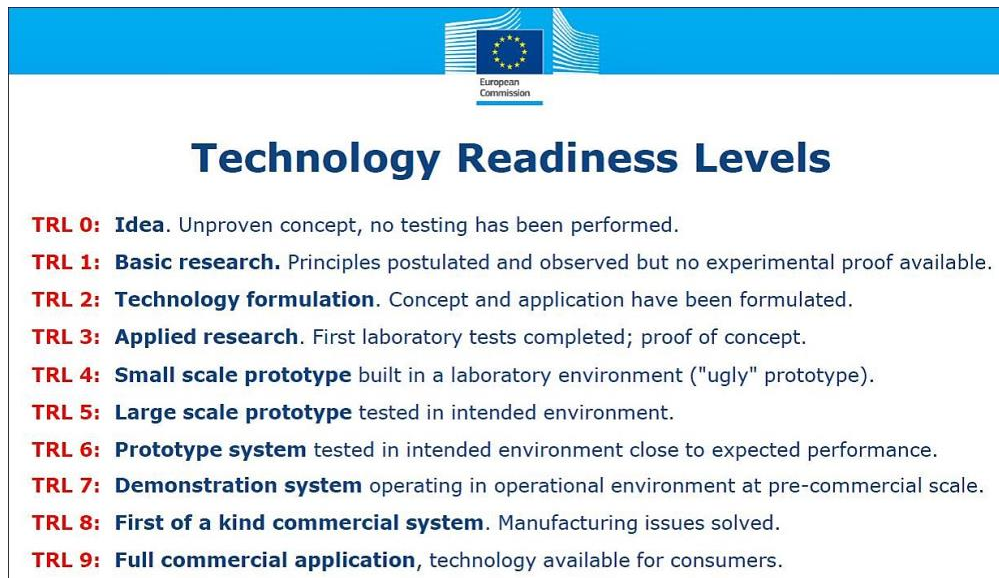 European
Commission
Technology Readiness Levels
TRL 0: Idea. Unproven concept, no testing has been performed.
TRL 1: Basic research. Principles postulated and observed but no experimental proof available.
TRL 2: Technology formulation. Concept and application have been formulated.
TRL 3: Applied research. First laboratory tests completed; proof of concept.
TRL 4: Small scale prototype built in a laboratory environment ("ugly" prototype).
TRL 5: Large scale prototype tested in intended environment.
TRL 6: Prototype system tested in intended environment close to expected performance.
TRL 7: Demonstration system operating in operational environment at pre-commercial scale.
TRL 8: First of a kind commercial system. Manufacturing issues solved.
TRL 9: Full commercial application, technology available for consumers.